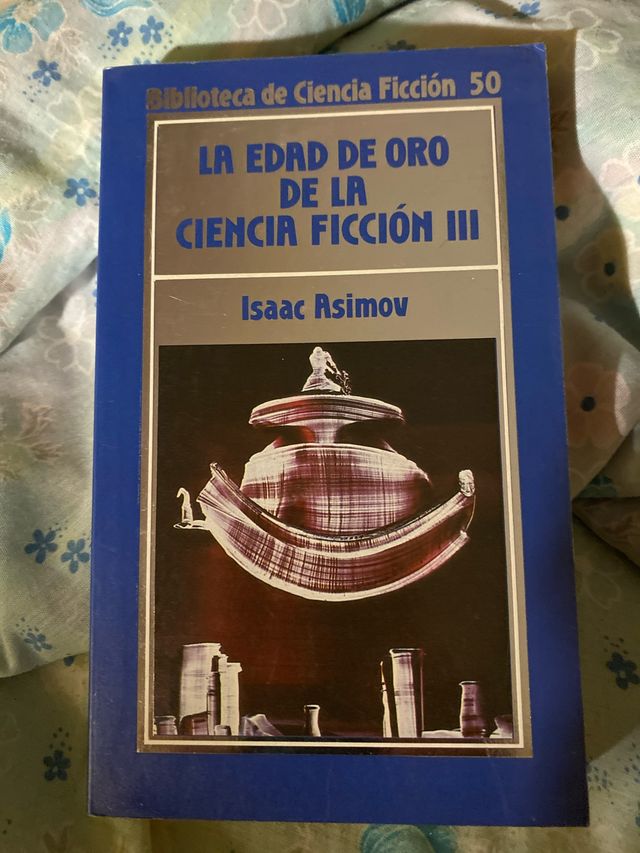 Biblioteca de Ciencia Ficción 50
LA EDAD DE ORO
DE LA
CIENCIA FICCIÓN III
Isaac Asimov